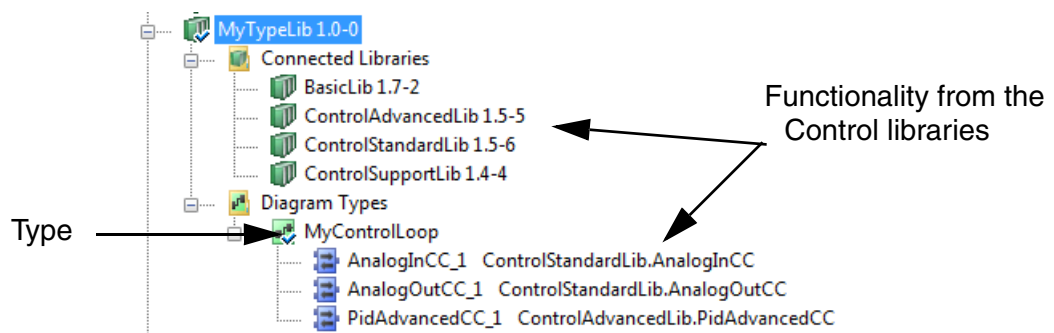 MyTypeLib 1.0-0
Connected Libraries
BasicLib 1.7-2
ControlAdvancedLib 1.5-5
ControlStandardLib 1.5-6
ControlSupportLib 1.4-4
Diagram Types
MyControlLoop
AnalogInCC_1 ControlStandardLib.AnalogInCC
AnalogOutCC_1 ControlStandardLib.AnalogOutCC
PidAdvancedCC_1 ControlAdvancedLib.PidAdvancedCC
Functionality from the
Control libraries
Type